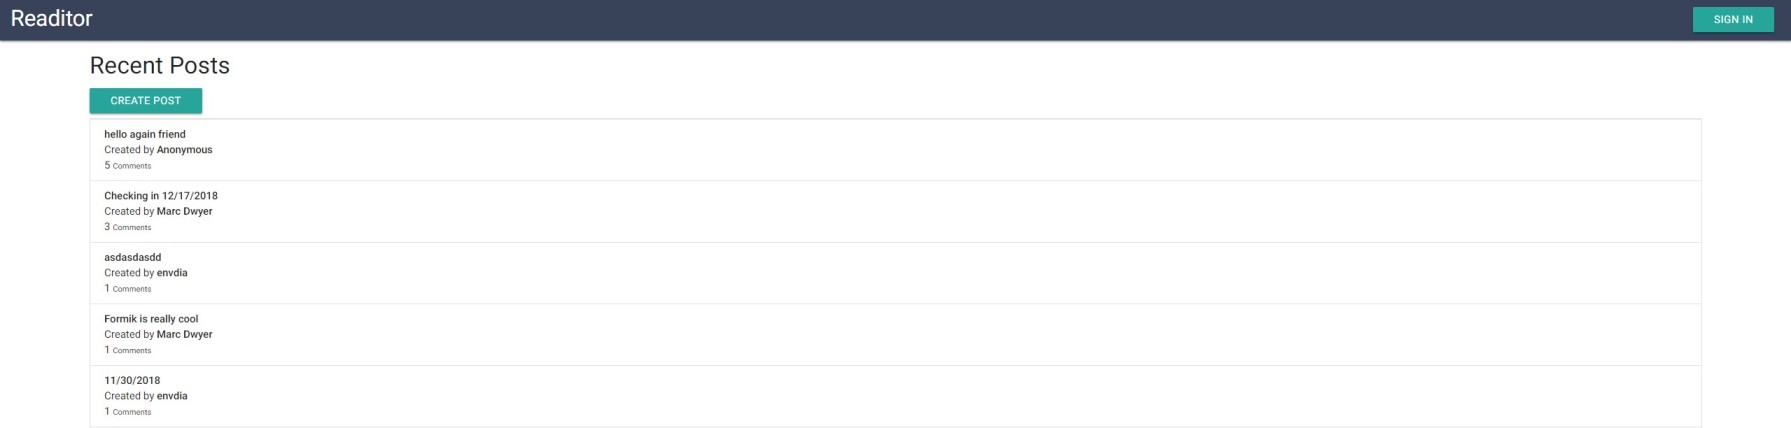 Readitor
SIGN IN
Recent Posts
CREATE POST
hello again friend
Created by Anonymous
5 Comments
Checking in 12/17/2018
Created by Marc Dwyer
3 Comments
asdasdasdd
Created by envdia
1 Comments
Formik is really cool
Created by Marc Dwyer
1 Comments
11/30/2018
Created by envdia
1 Comments